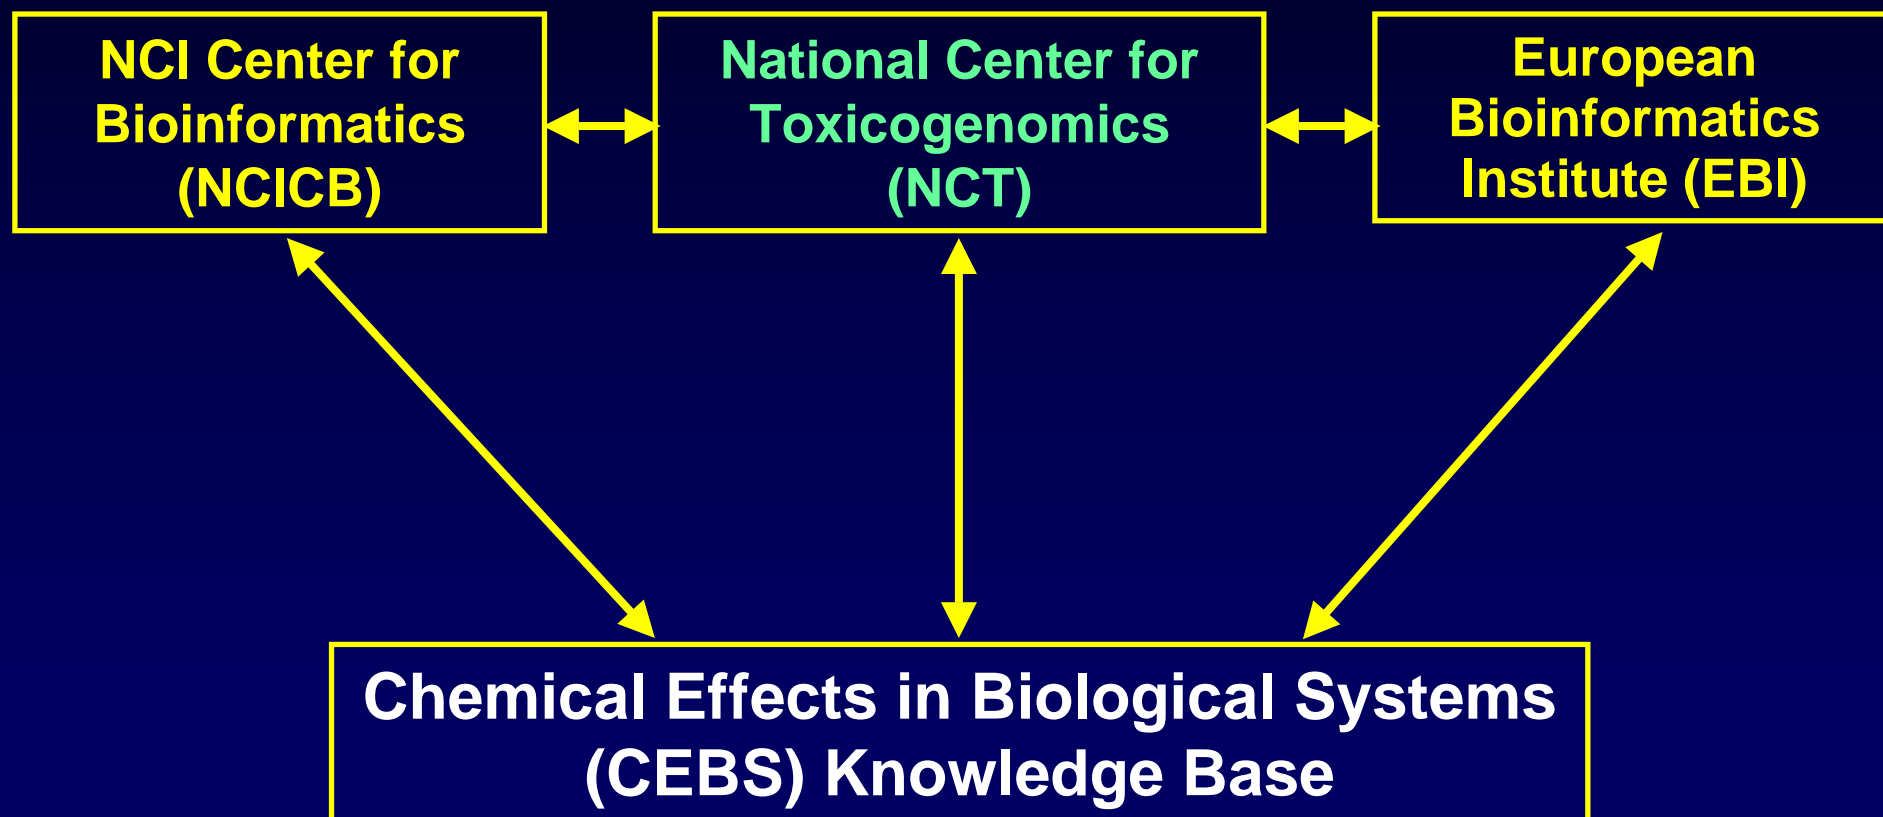 NCI Center for
Bioinformatics
(NCICB)
National Center for
Toxicogenomics
(NCT)
European
Bioinformatics
Institute (EBI)
Chemical Effects in Biological Systems
(CEBS) Knowledge Base